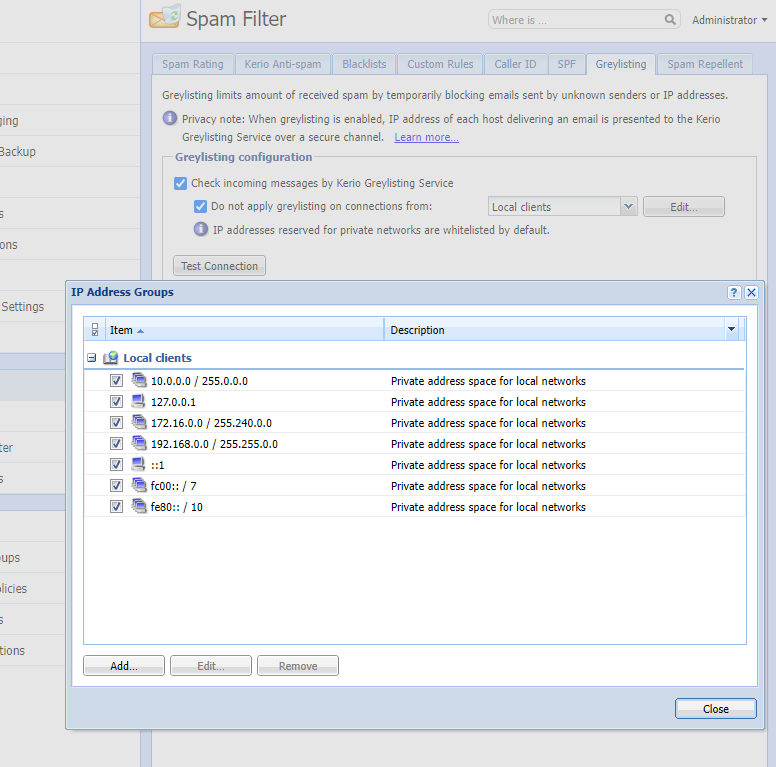 Spam Filter
Where is ...
Administrator
Spam Rating Kerio Anti-spam Blacklists Custom Rules Caller ID SPF Greylisting Spam Repellent
Greylisting limits amount of received spam by temporarily blocking emails sent by unknown senders or IP addresses.
Privacy note: When greylisting is enabled, IP address of each host delivering an email is presented to the Kerio
Greylisting Service over a secure channel. Learn more...
Greylisting configuration
Check incoming messages by Kerio Greylisting Service
Do not apply greylisting on connections from: Local clients Edit...
IP addresses reserved for private networks are whitelisted by default.
Test Connection
ging
Backup
s
ons
Settings
ter
s
oups
licies
s
tions
IP Address Groups
Item Description
Local clients
10.0.0.0 / 255.0.0.0 Private address space for local networks
127.0.0.1 Private address space for local networks
172.16.0.0 / 255.240.0.0 Private address space for local networks
192.168.0.0 / 255.255.0.0 Private address space for local networks
::1 Private address space for local networks
fc00:: / 7 Private address space for local networks
fe80:: / 10 Private address space for local networks
Add... Edit... Remove
Close